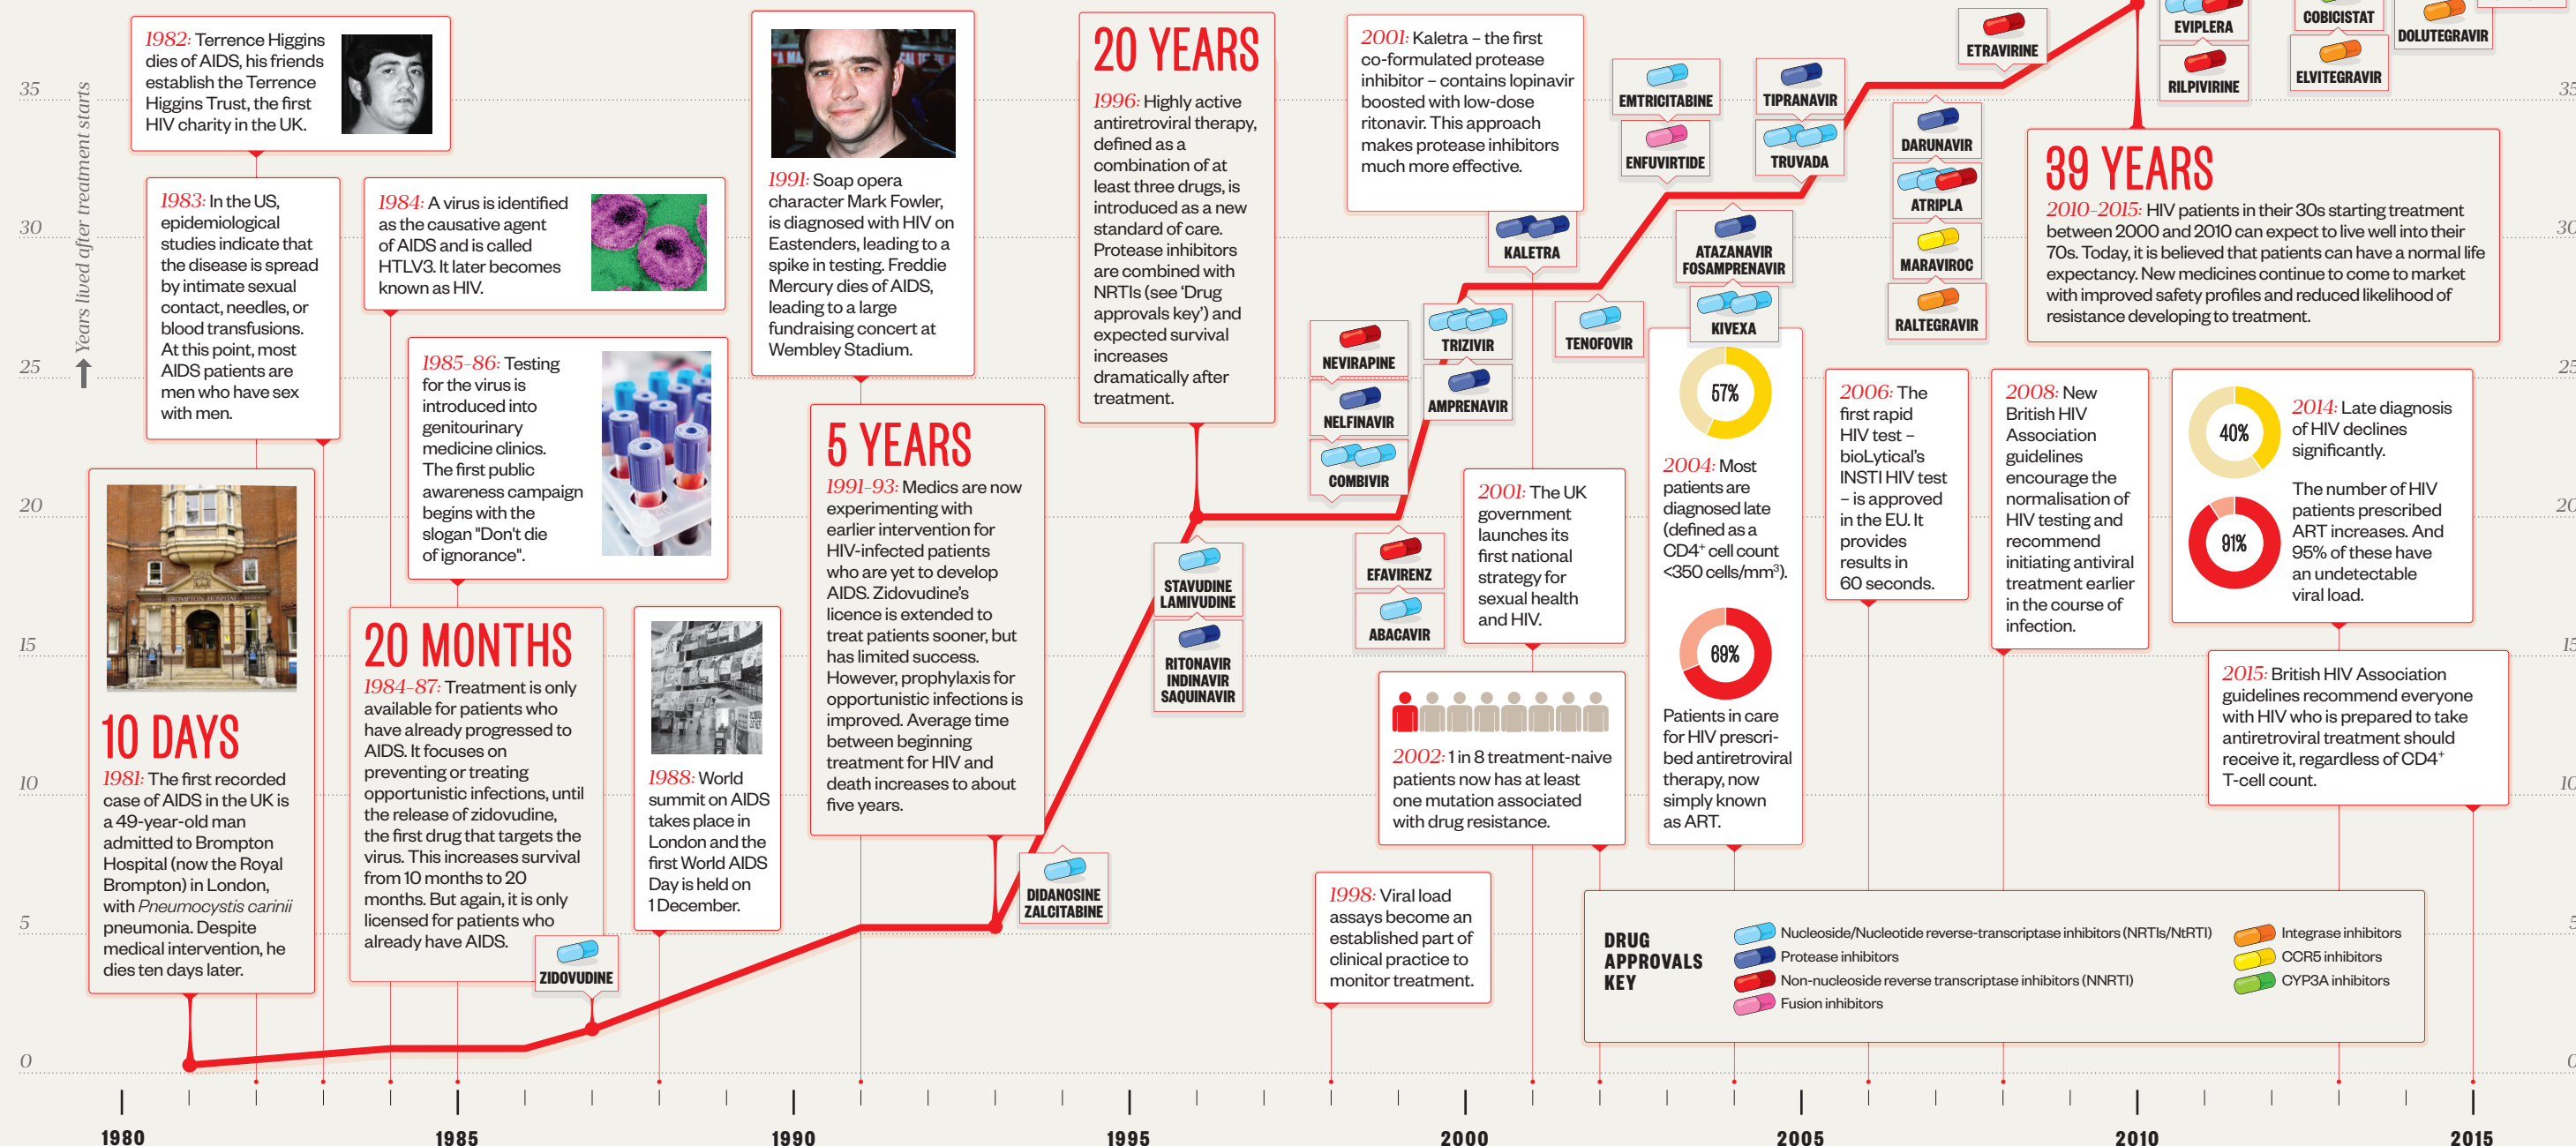 1982: Terrence Higgins
dies of AIDS, his friends
establish the Terrence
Higgins Trust, the first
HIV charity in the UK.
1983: In the US,
epidemiological
studies indicate that
the disease is spread
by intimate sexual
contact, needles, or
blood transfusions.
At this point, most
AIDS patients are
men who have sex
with men.
1984: A virus is identified
as the causative agent
of AIDS and is called
HTLV3. It later becomes
known as HIV.
1985-86: Testing
for the virus is
introduced into
genitourinary
medicine clinics.
The first public
awareness campaign
begins with the
slogan "Don't die
of ignorance".
BROMPTON HOSPITAL
10 DAYS
1981: The first recorded
case of AIDS in the UK is
a 49-year-old man
admitted to Brompton
Hospital (now the Royal
Brompton) in London,
with Pneumocystis carinii
pneumonia. Despite
medical intervention, he
dies ten days later.
20 MONTHS
1984-87: Treatment is only
available for patients who
have already progressed to
AIDS. It focuses on
preventing or treating
opportunistic infections, until
the release of zidovudine,
the first drug that targets the
virus. This increases survival
from 10 months to 20
months. But again, it is only
licensed for patients who
already have AIDS.
ZIDOVUDINE
1988: World
summit on AIDS
takes place in
London and the
first World AIDS
Day is held on
1 December.
1991: Soap opera
character Mark Fowler,
is diagnosed with HIV on
Eastenders, leading to a
spike in testing. Freddie
Mercury dies of AIDS,
leading to a large
fundraising concert at
Wembley Stadium.
5 YEARS
1991-93: Medics are now
experimenting with
earlier intervention for
HIV-infected patients
who are yet to develop
AIDS. Zidovudine's
licence is extended to
treat patients sooner, but
has limited success.
However, prophylaxis for
opportunistic infections is
improved. Average time
between beginning
treatment for HIV and
death increases to about
five years.
DIDANOSINE
ZALCITABINE
20 YEARS
1996: Highly active
antiretroviral therapy,
defined as a
combination of at
least three drugs, is
introduced as a new
standard of care.
Protease inhibitors
are combined with
NRTIs (see 'Drug
approvals key') and
expected survival
increases
dramatically after
treatment.
STAVUDINE
LAMIVUDINE
RITONAVIR
INDINAVIR
SAQUINAVIR
NEVIRAPINE
NELFINAVIR
COMBIVIR
EFAVIRENZ
ABACAVIR
TRIZIVIR
AMPRENAVIR
2001: Kaletra – the first
co-formulated protease
inhibitor – contains lopinavir
boosted with low-dose
ritonavir. This approach
makes protease inhibitors
much more effective.
KALETRA
TENOFOVIR
EMTRICITABINE
ENFUVIRTIDE
ATAZANAVIR
FOSAMPRENAVIR
KIVEXA
TIPRANAVIR
TRUVADA
DARUNAVIR
ATRIPLA
MARAVIROC
RALTEGRAVIR
ETRAVIRINE
EVIPLERA
RILPIVIRINE
COBICISTAT
ELVITEGRAVIR
DOLUTEGRAVIR
39 YEARS
2010-2015: HIV patients in their 30s starting treatment
between 2000 and 2010 can expect to live well into their
70s. Today, it is believed that patients can have a normal life
expectancy. New medicines continue to come to market
with improved safety profiles and reduced likelihood of
resistance developing to treatment.
1998: Viral load
assays become an
established part of
clinical practice to
monitor treatment.
2001: The UK
government
launches its
first national
strategy for
sexual health
and HIV.
2002: 1 in 8 treatment-naive
patients now has at least
one mutation associated
with drug resistance.
57%
2004: Most
patients are
diagnosed late
(defined as a
CD4+ cell count
<350 cells/mm³).
69%
Patients in care
for HIV prescri-
bed antiretroviral
therapy, now
simply known
as ART.
2006: The
first rapid
HIV test –
bioLytical's
INSTI HIV test
– is approved
in the EU. It
provides
results in
60 seconds.
2008: New
British HIV
Association
guidelines
encourage the
normalisation of
HIV testing and
recommend
initiating antiviral
treatment earlier
in the course of
infection.
40%
2014: Late diagnosis
of HIV declines
significantly.
91%
The number of HIV
patients prescribed
ART increases. And
95% of these have
an undetectable
viral load.
2015: British HIV Association
guidelines recommend everyone
with HIV who is prepared to take
antiretroviral treatment should
receive it, regardless of CD4+
T-cell count.
DRUG
APPROVALS
KEY
Nucleoside/Nucleotide reverse-transcriptase inhibitors (NRTIs/NtRTI)
Protease inhibitors
Non-nucleoside reverse transcriptase inhibitors (NNRTI)
Fusion inhibitors
Integrase inhibitors
CCR5 inhibitors
CYP3A inhibitors
Years lived after treatment starts
35
30
25
20
15
10
5
0
35
30
25
20
15
10
5
0
1980
1985
1990
1995
2000
2005
2010
2015